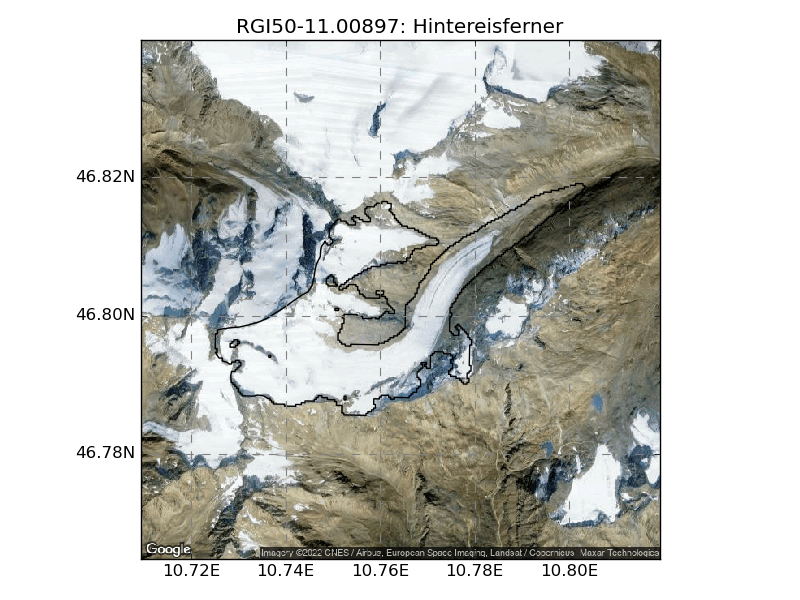 RGI50-11.00897: Hintereisferner
46.82N
46.80N
46.78N
Google
Imagery ©2022 CNES / Airbus, European Space Imaging, Landsat / Copernicus, Maxar Technologies
10.72E 10.74E 10.76E 10.78E 10.80E